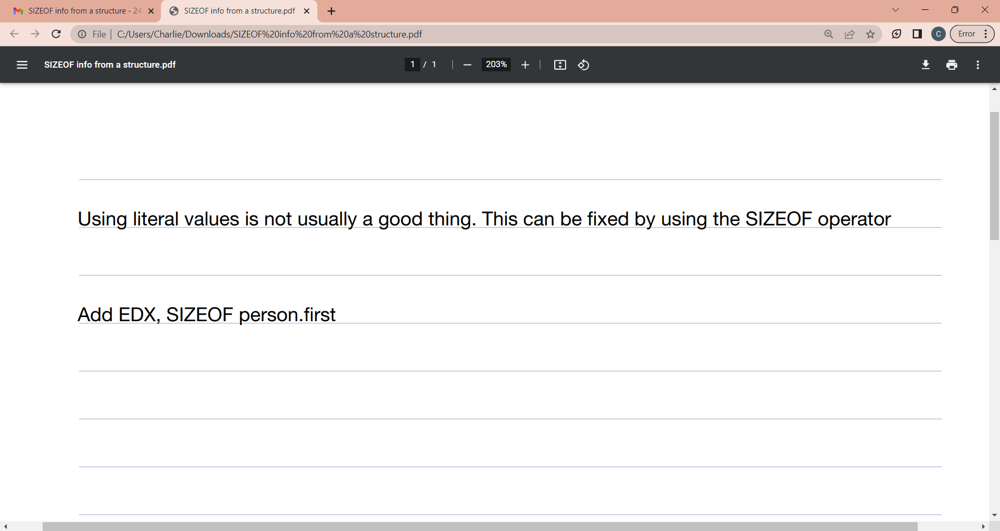 SIZEOF info from a structure - 24
SIZEOF info from a structure.pdf
File | C:/Users/Charlie/Downloads/SIZEOF%20info%20from%20a%20structure.pdf
C
Error
SIZEOF info from a structure.pdf
1 / 1
203%
Using literal values is not usually a good thing. This can be fixed by using the SIZEOF operator
Add EDX, SIZEOF person.first